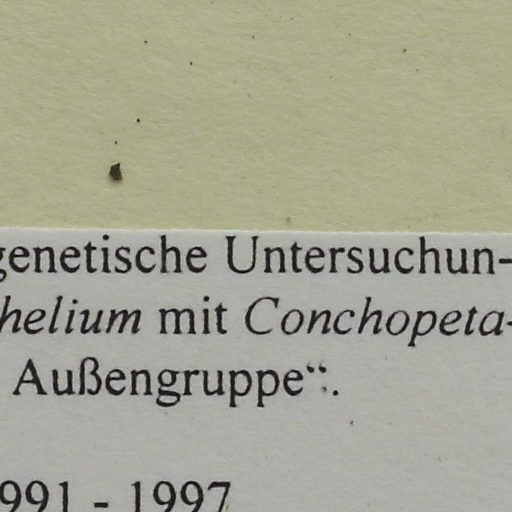 genetische Untersuchun-
helium mit Conchopeta-
Außengruppe“.
991 - 1997